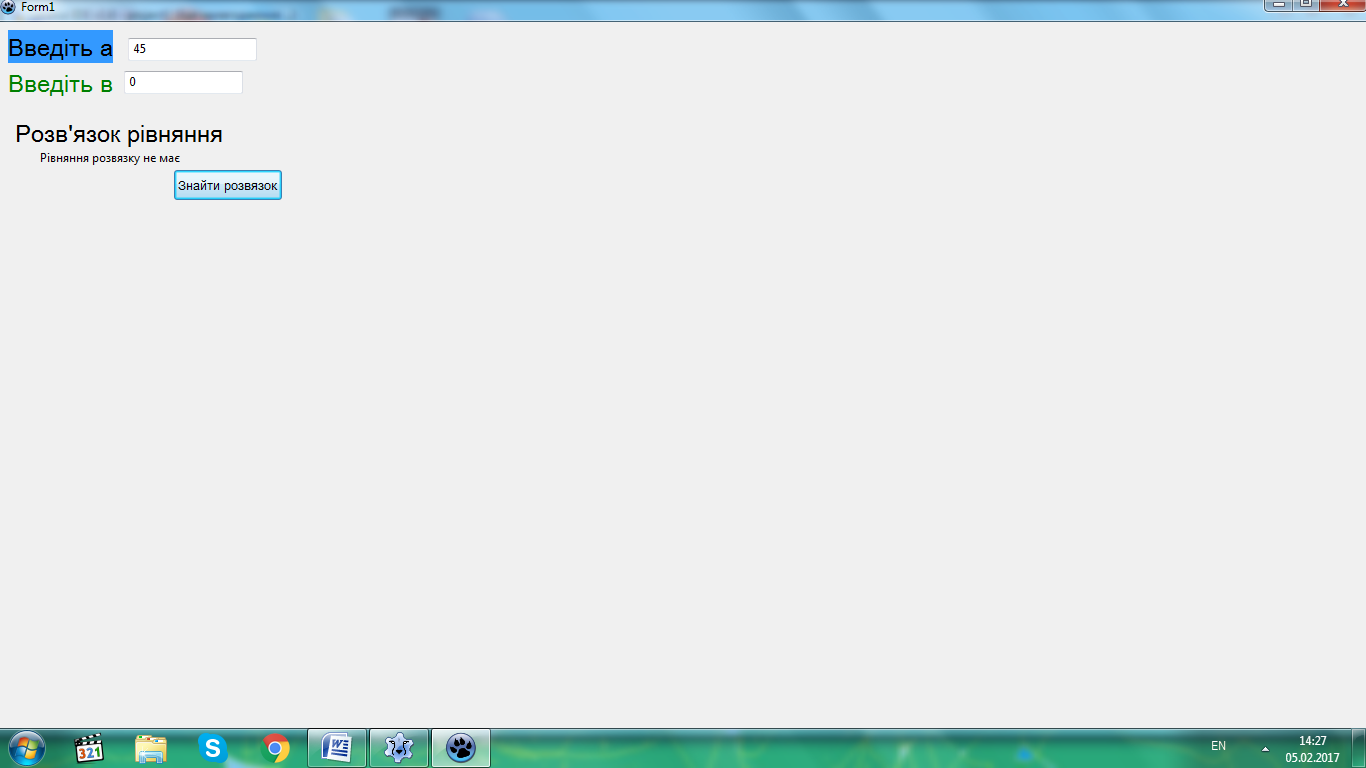 Form1
Введіть а 45
Введіть в 0
Розв'язок рівняння
Рівняння розвязку не має
Знайти розвязок
EN
14:27
05.02.2017